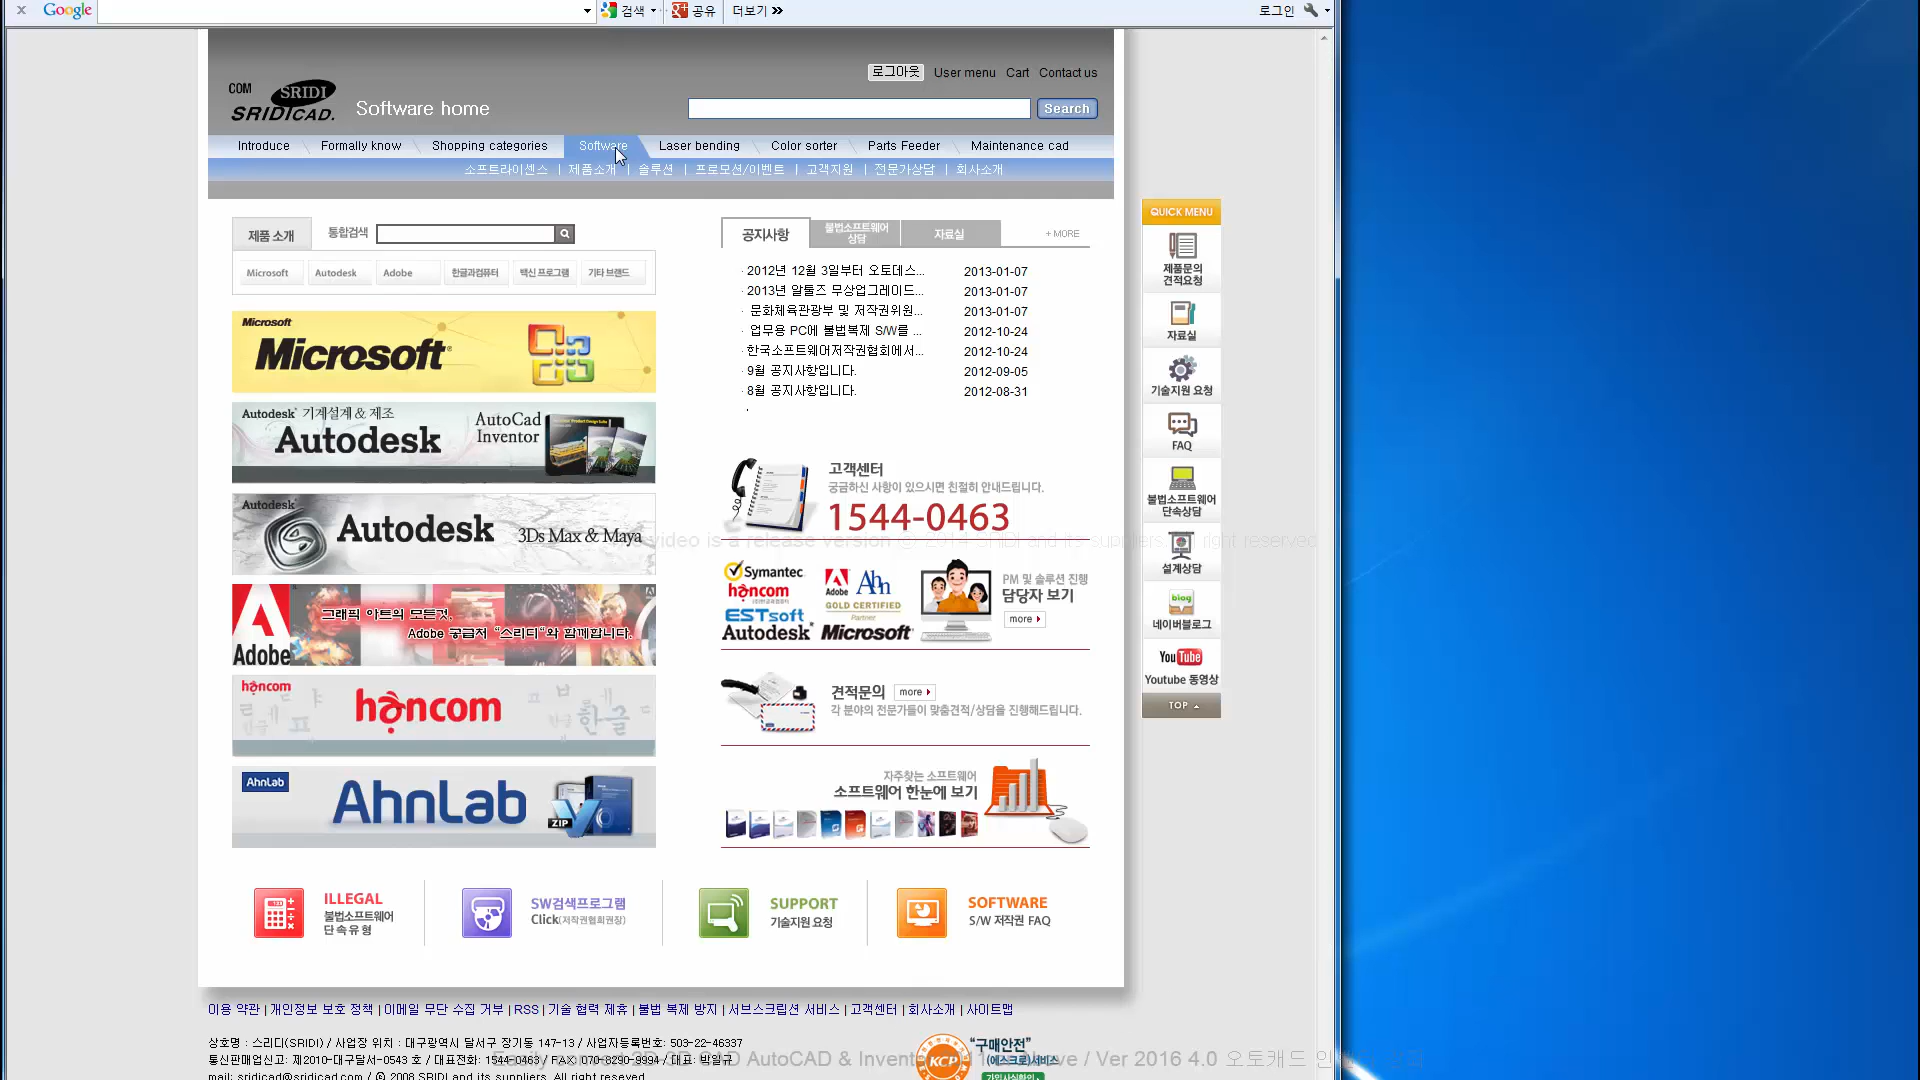 Google 검색 공유 더보기 로그인
로그아웃 User menu Cart Contact us
COM SRIDI
SRIDICAD. Software home Search
Introduce Formally know Shopping categories Software Laser bending Color sorter Parts Feeder Maintenance cad
소프트라이센스 | 제품소개 | 솔루션 | 프로모션/이벤트 | 고객지원 | 전문가상담 | 회사소개
제품 소개 통합검색
Microsoft Autodesk Adobe 한글과컴퓨터 백신 프로그램 기타 브랜드
Microsoft
Microsoft
Autodesk 기계설계 & 제조
Autodesk
AutoCad
Inventor
Autodesk
Autodesk 3Ds Max & Maya
그래픽 아트의 모든것,
Adobe 공급처 "스리디"와 함께합니다.
Adobe
hancom
hancom
한글
AhnLab
AhnLab
ZIP
공지사항 불법소프트웨어 상담 자료실 + MORE
· 2012년 12월 3일부터 오토데스... 2013-01-07
· 2013년 알툴즈 무상업그레이드... 2013-01-07
· 문화체육관광부 및 저작권위원... 2013-01-07
· 업무용 PC에 불법복제 S/W를 ... 2012-10-24
· 한국소프트웨어저작권협회에서... 2012-10-24
· 9월 공지사항입니다. 2012-09-05
· 8월 공지사항입니다. 2012-08-31
고객센터
궁금하신 사항이 있으시면 친절히 안내드립니다.
1544-0463
video is a release version © 2014 SRIDI and its suppliers. All right reserved
Symantec
hancom
ESTsoft
Autodesk
Adobe Ahn
GOLD CERTIFIED
Partner
Microsoft
PM 및 솔루션 진행
담당자 보기
more
견적문의 more
각 분야의 전문가들이 맞춤견적/상담을 진행해드립니다.
자주찾는 소프트웨어
소프트웨어 한눈에 보기
QUICK MENU
제품문의
견적요청
자료실
기술지원 요청
FAQ
불법소프트웨어
단속상담
설계상담
blog
네이버블로그
YouTube
Youtube 동영상
TOP
ILLEGAL
불법소프트웨어
단 속 유 형
SW검색프로그램
Click(저작권협회권장)
SUPPORT
기술지원 요청
SOFTWARE
S/W 저작권 FAQ
이용 약관 | 개인정보 보호 정책 | 이메일 무단 수집 거부 | RSS | 기술 협력 제휴 | 불법 복제 방지 | 서브스크립션 서비스 | 고객센터 | 회사소개 | 사이트맵
상호명 : 스리디(SRIDI) / 사업장 위치 : 대구광역시 달서구 장기동 147-13 / 사업자등록번호: 503-22-46337
통신판매업신고: 제2010-대구달서-0543 호 / 대표전화: 1544-0463 / FAX: 070-8290-9994 / 대표: 박일규
mail: sridicad@sridicad.com / © 2008 SRIDI and its suppliers. All right reseved
KCP "구매안전"
(에스크로)서비스
가입사실확인
AutoCAD & Invent / Ver 2016 4.0 오토캐드